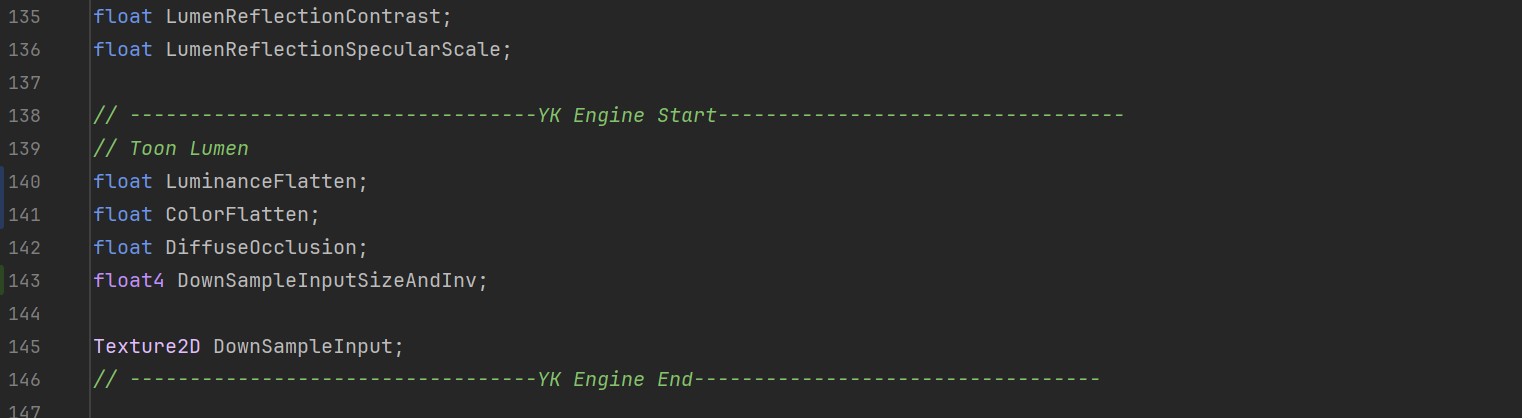 135 float LumenReflectionContrast;
136 float LumenReflectionSpecularScale;
137
138 // ----------------------------------YK Engine Start----------------------------------
139 // Toon Lumen
140 float LuminanceFlatten;
141 float ColorFlatten;
142 float DiffuseOcclusion;
143 float4 DownSampleInputSizeAndInv;
144
145 Texture2D DownSampleInput;
146 // ----------------------------------YK Engine End----------------------------------
147